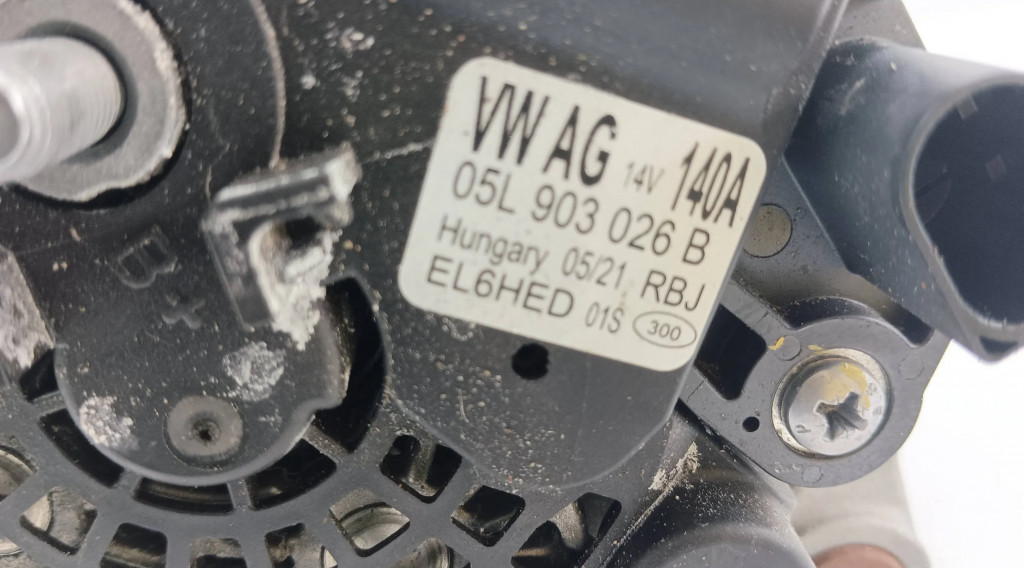 VW AG 14V 140A
05L 903 026 B
Hungary 05/21 RBJ
EL6HED 01S 300
B+